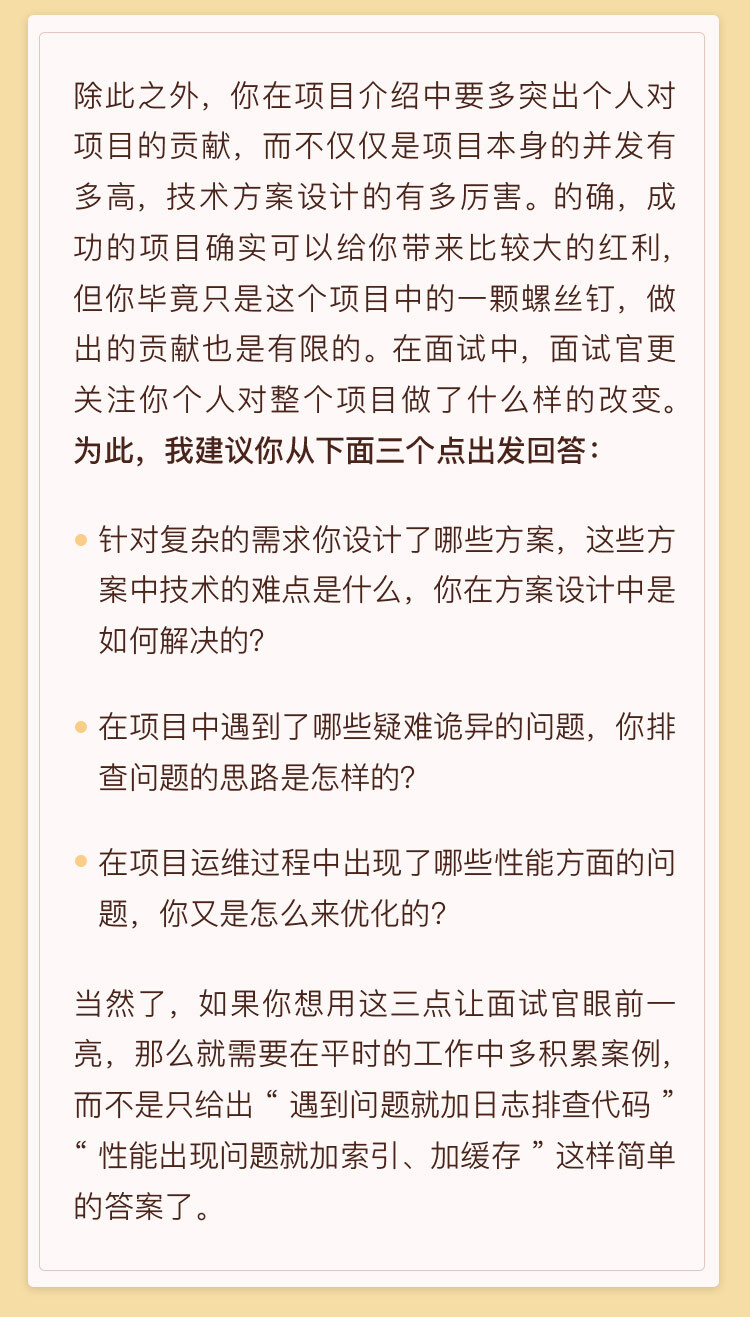 除此之外，你在项目介绍中要多突出个人对
项目的贡献，而不仅仅是项目本身的并发有
多高，技术方案设计的有多厉害。的确，成
功的项目确实可以给你带来比较大的红利，
但你毕竟只是这个项目中的一颗螺丝钉，做
出的贡献也是有限的。在面试中，面试官更
关注你个人对整个项目做了什么样的改变。
为此，我建议你从下面三个点出发回答：
针对复杂的需求你设计了哪些方案，这些方
案中技术的难点是什么，你在方案设计中是
如何解决的？
在项目中遇到了哪些疑难诡异的问题，你排
查问题的思路是怎样的？
在项目运维过程中出现了哪些性能方面的问
题，你又是怎么来优化的？
当然了，如果你想用这三点让面试官眼前一
亮，那么就需要在平时的工作中多积累案例，
而不是只给出“ 遇到问题就加日志排查代码 ”
“ 性能出现问题就加索引、加缓存 ”这样简单
的答案了。